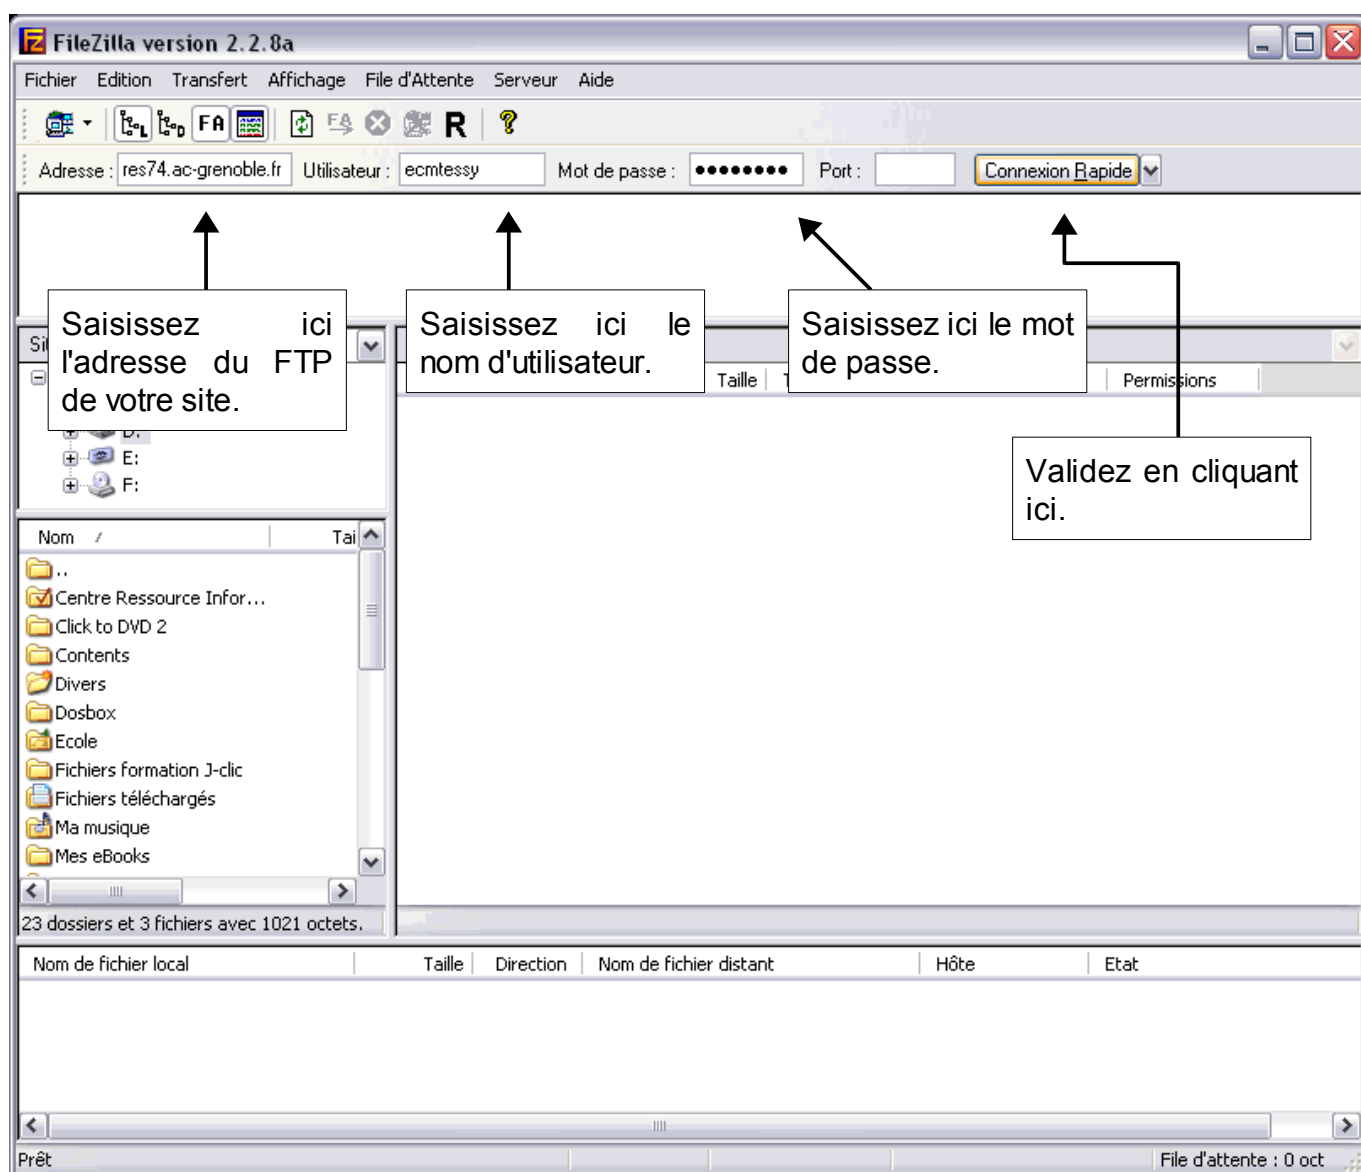 FileZilla version 2.2.8a
Fichier Edition Transfert Affichage File d'Attente Serveur Aide
L D FA R ?
Adresse : res74.ac-grenoble.fr Utilisateur : ecmtessy Mot de passe : ●●●●●●●● Port : Connexion Rapide
Saisissez ici
l'adresse du FTP
de votre site.
Saisissez ici le
nom d'utilisateur.
Saisissez ici le mot
de passe.
Validez en cliquant
ici.
Taille Permissions
D:
E:
F:
Nom / Tai
..
Centre Ressource Infor...
Click to DVD 2
Contents
Divers
Dosbox
Ecole
Fichiers formation J-clic
Fichiers téléchargés
Ma musique
Mes eBooks
23 dossiers et 3 fichiers avec 1021 octets.
Nom de fichier local Taille Direction Nom de fichier distant Hôte Etat
Prêt File d'attente : 0 oct